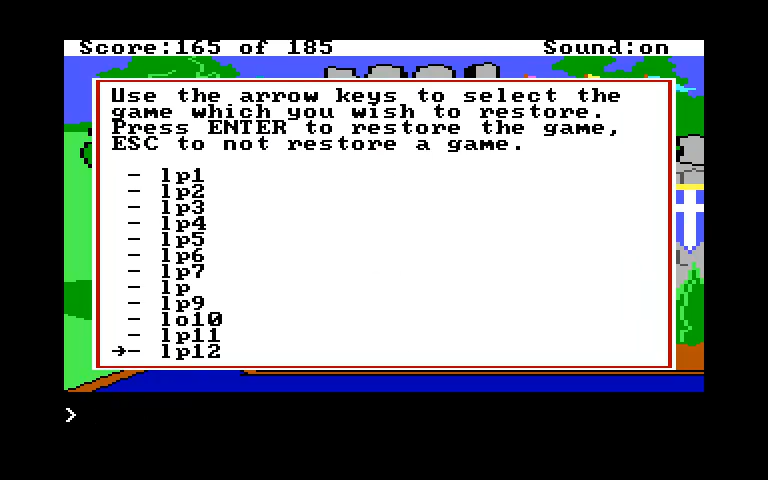 Score:165 of 185 Sound:on
Use the arrow keys to select the
game which you wish to restore.
Press ENTER to restore the game,
ESC to not restore a game.
- lp1
- lp2
- lp3
- lp4
- lp5
- lp6
- lp7
- lp
- lp9
- lo10
- lp11
→- lp12
>